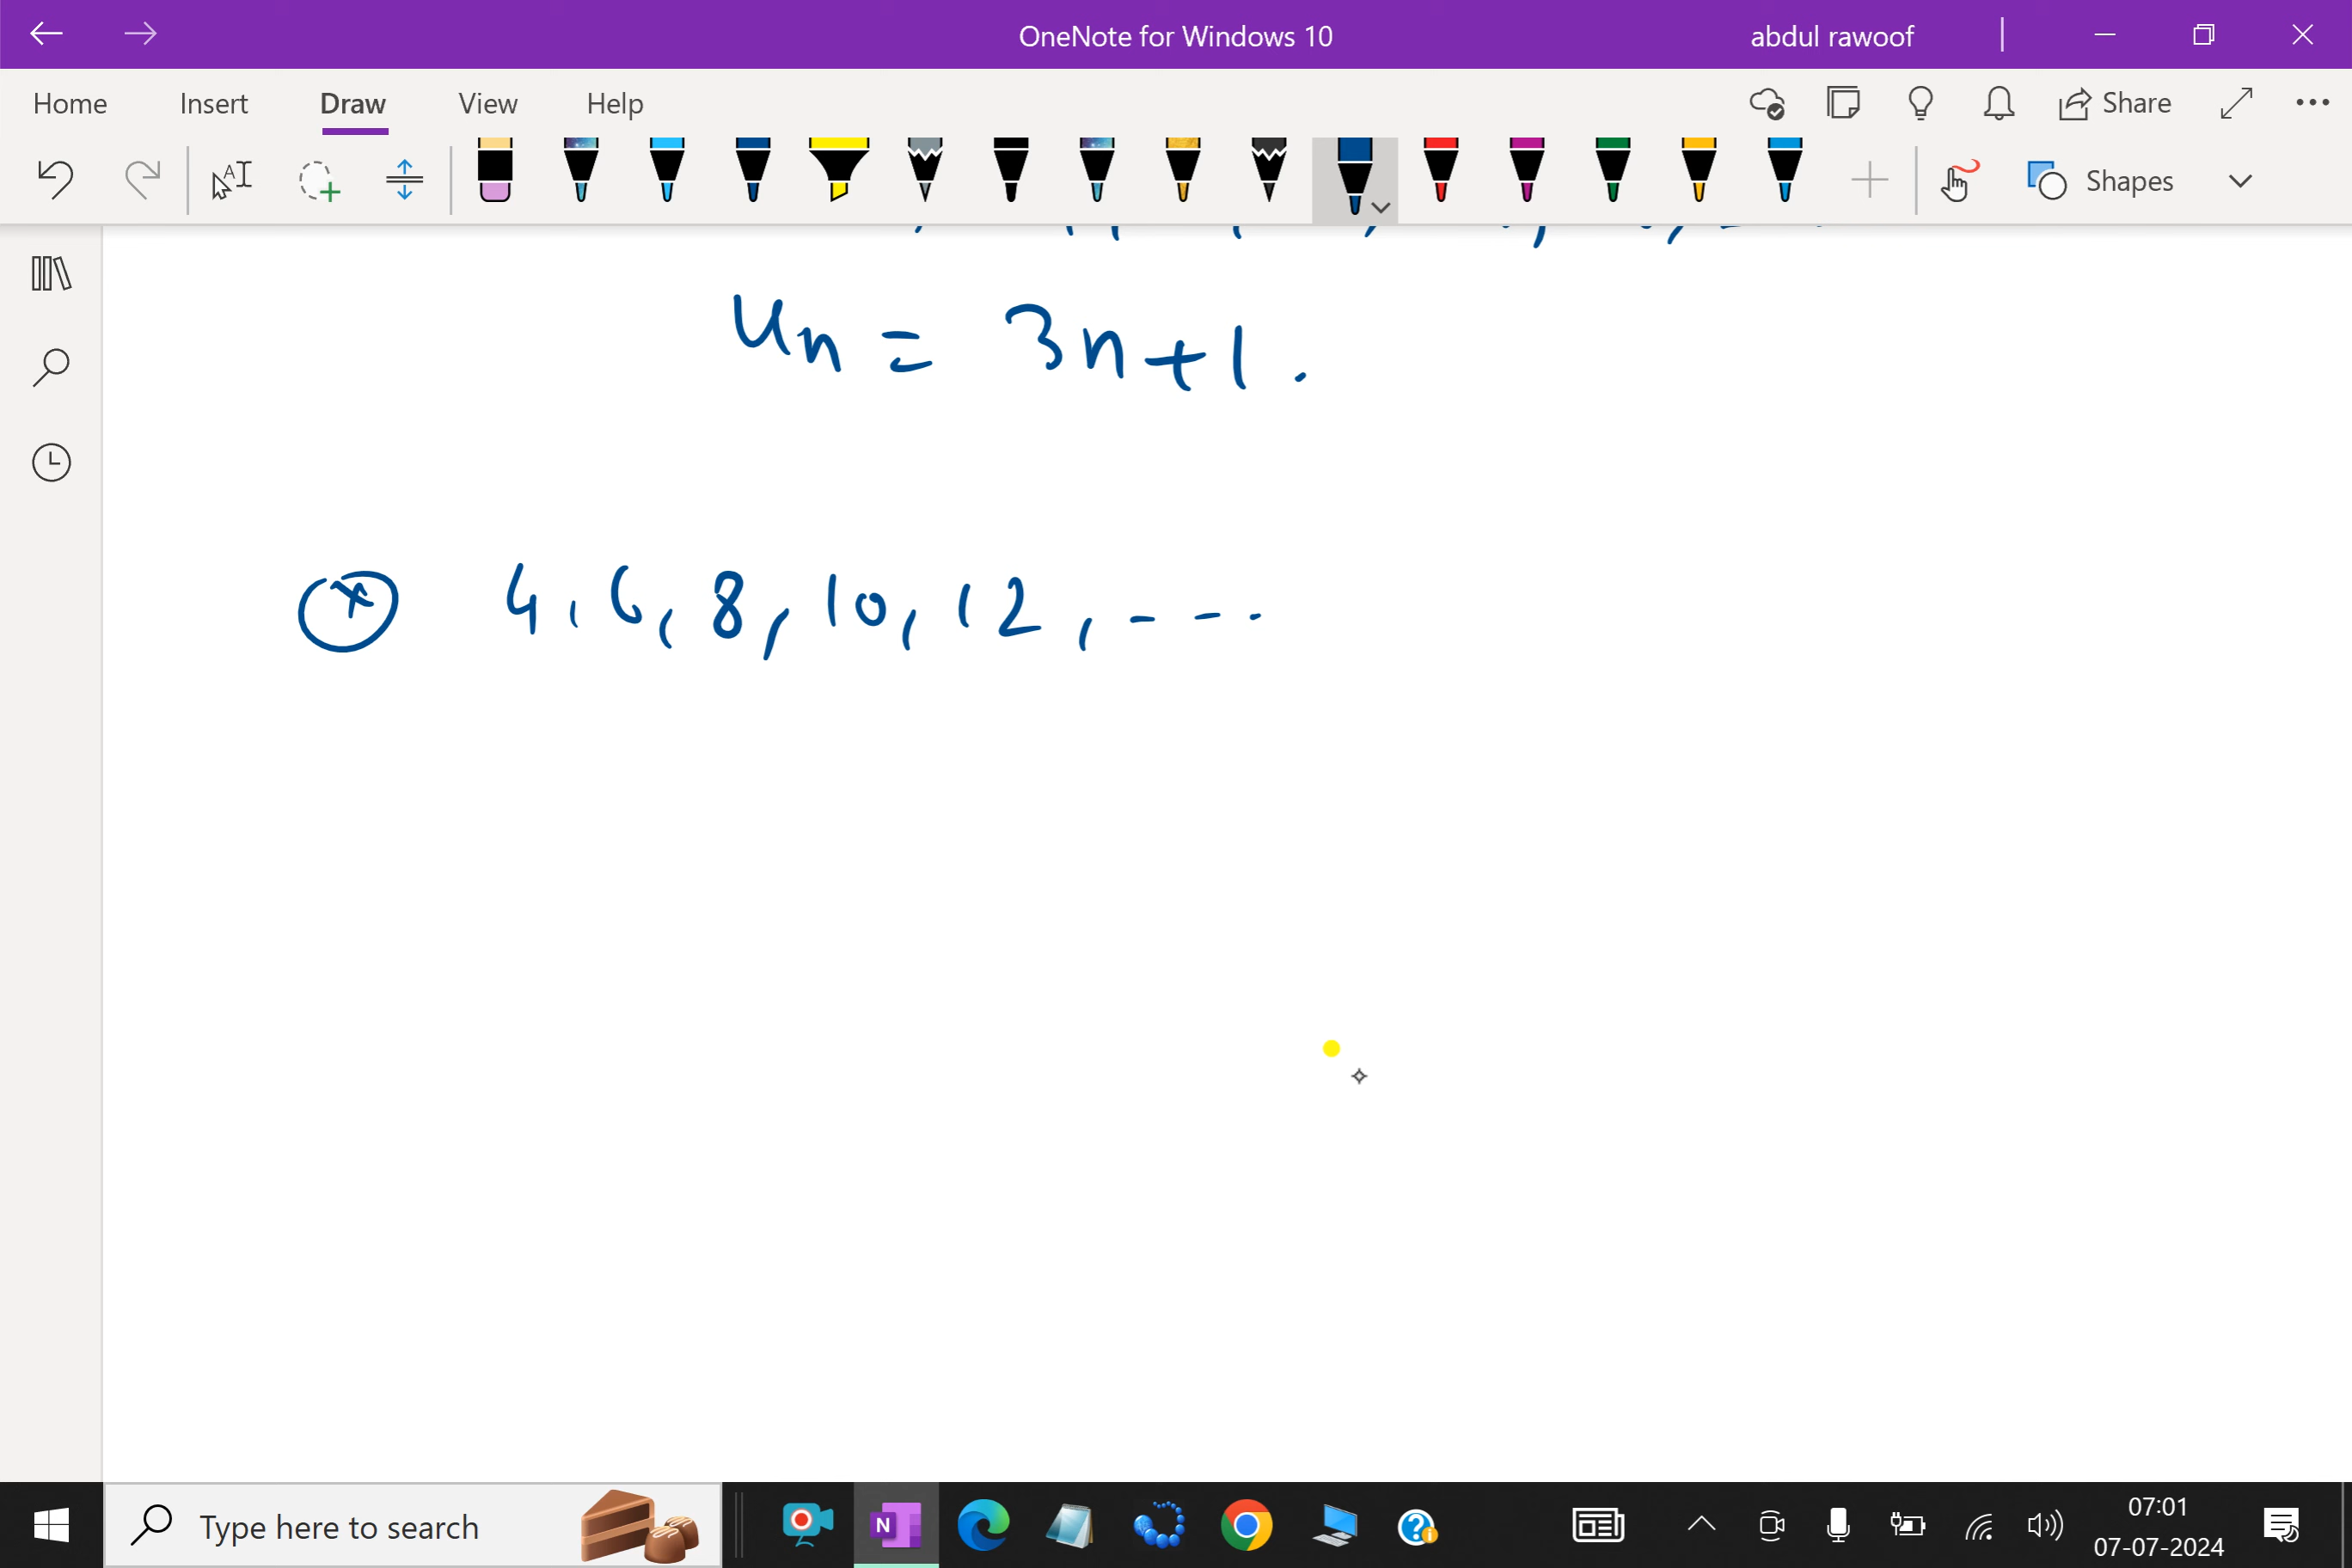 OneNote for Windows 10 abdul rawoof
Home Insert Draw View Help Share
Shapes
Un = 3n+1.
4, 6, 8, 10, 12, - - -
Type here to search
07:01
07-07-2024